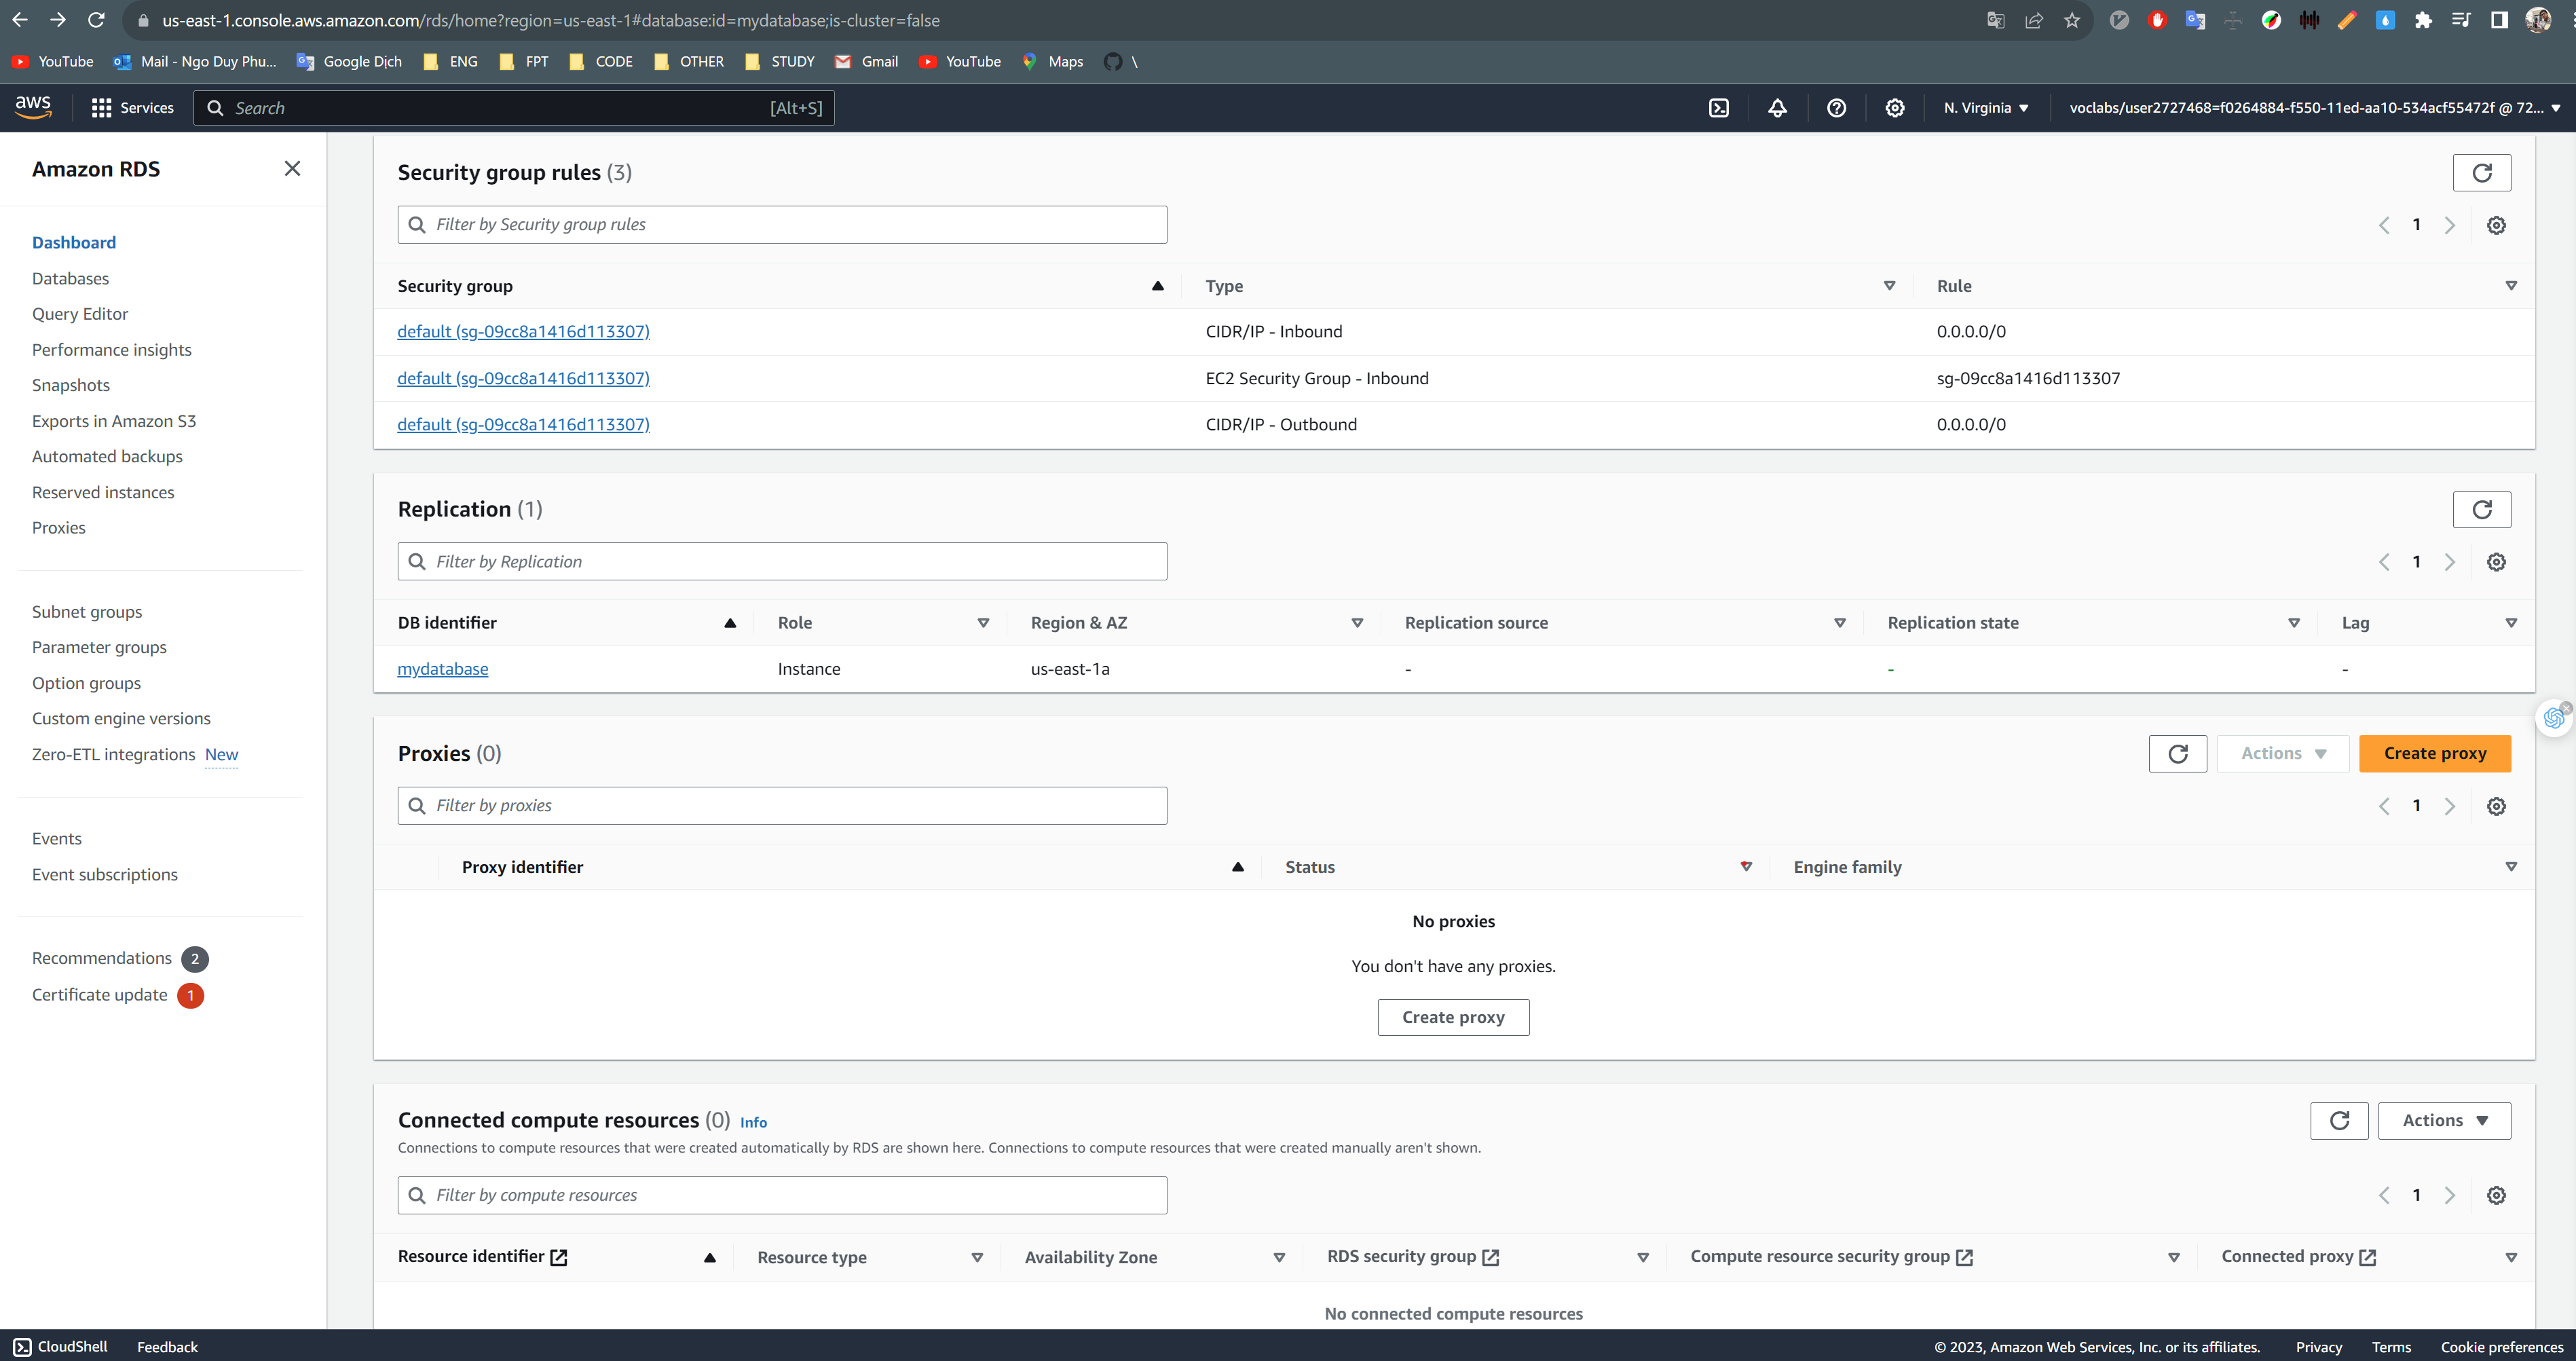 us-east-1.console.aws.amazon.com/rds/home?region=us-east-1#database:id=mydatabase;is-cluster=false
YouTube Mail - Ngo Duy Phu... Google Dịch ENG FPT CODE OTHER STUDY Gmail YouTube Maps \
aws Services Search [Alt+S] N. Virginia voclabs/user2727468=f0264884-f550-11ed-aa10-534acf55472f @ 72...
Amazon RDS
Dashboard
Databases
Query Editor
Performance insights
Snapshots
Exports in Amazon S3
Automated backups
Reserved instances
Proxies
Subnet groups
Parameter groups
Option groups
Custom engine versions
Zero-ETL integrations New
Events
Event subscriptions
Recommendations 2
Certificate update 1
Security group rules (3)
Filter by Security group rules
1
Security group Type Rule
default (sg-09cc8a1416d113307) CIDR/IP - Inbound 0.0.0.0/0
default (sg-09cc8a1416d113307) EC2 Security Group - Inbound sg-09cc8a1416d113307
default (sg-09cc8a1416d113307) CIDR/IP - Outbound 0.0.0.0/0
Replication (1)
Filter by Replication
1
DB identifier Role Region & AZ Replication source Replication state Lag
mydatabase Instance us-east-1a - - -
Proxies (0)
Actions Create proxy
Filter by proxies
1
Proxy identifier Status Engine family
No proxies
You don't have any proxies.
Create proxy
Connected compute resources (0) Info
Actions
Connections to compute resources that were created automatically by RDS are shown here. Connections to compute resources that were created manually aren't shown.
Filter by compute resources
1
Resource identifier Resource type Availability Zone RDS security group Compute resource security group Connected proxy
No connected compute resources
CloudShell Feedback © 2023, Amazon Web Services, Inc. or its affiliates. Privacy Terms Cookie preferences